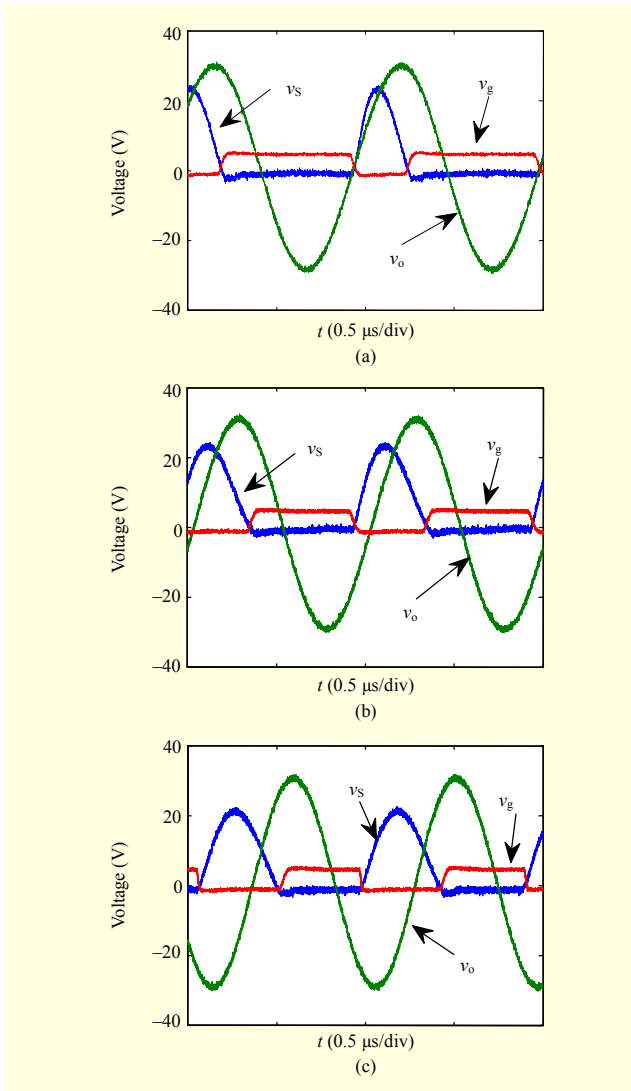 40
20
0
–20
–40
Voltage (V)
vS
vg
vo
t (0.5 μs/div)
(a)
40
20
0
–20
–40
Voltage (V)
vS
vg
vo
t (0.5 μs/div)
(b)
40
20
0
–20
–40
Voltage (V)
vS
vg
vo
t (0.5 μs/div)
(c)